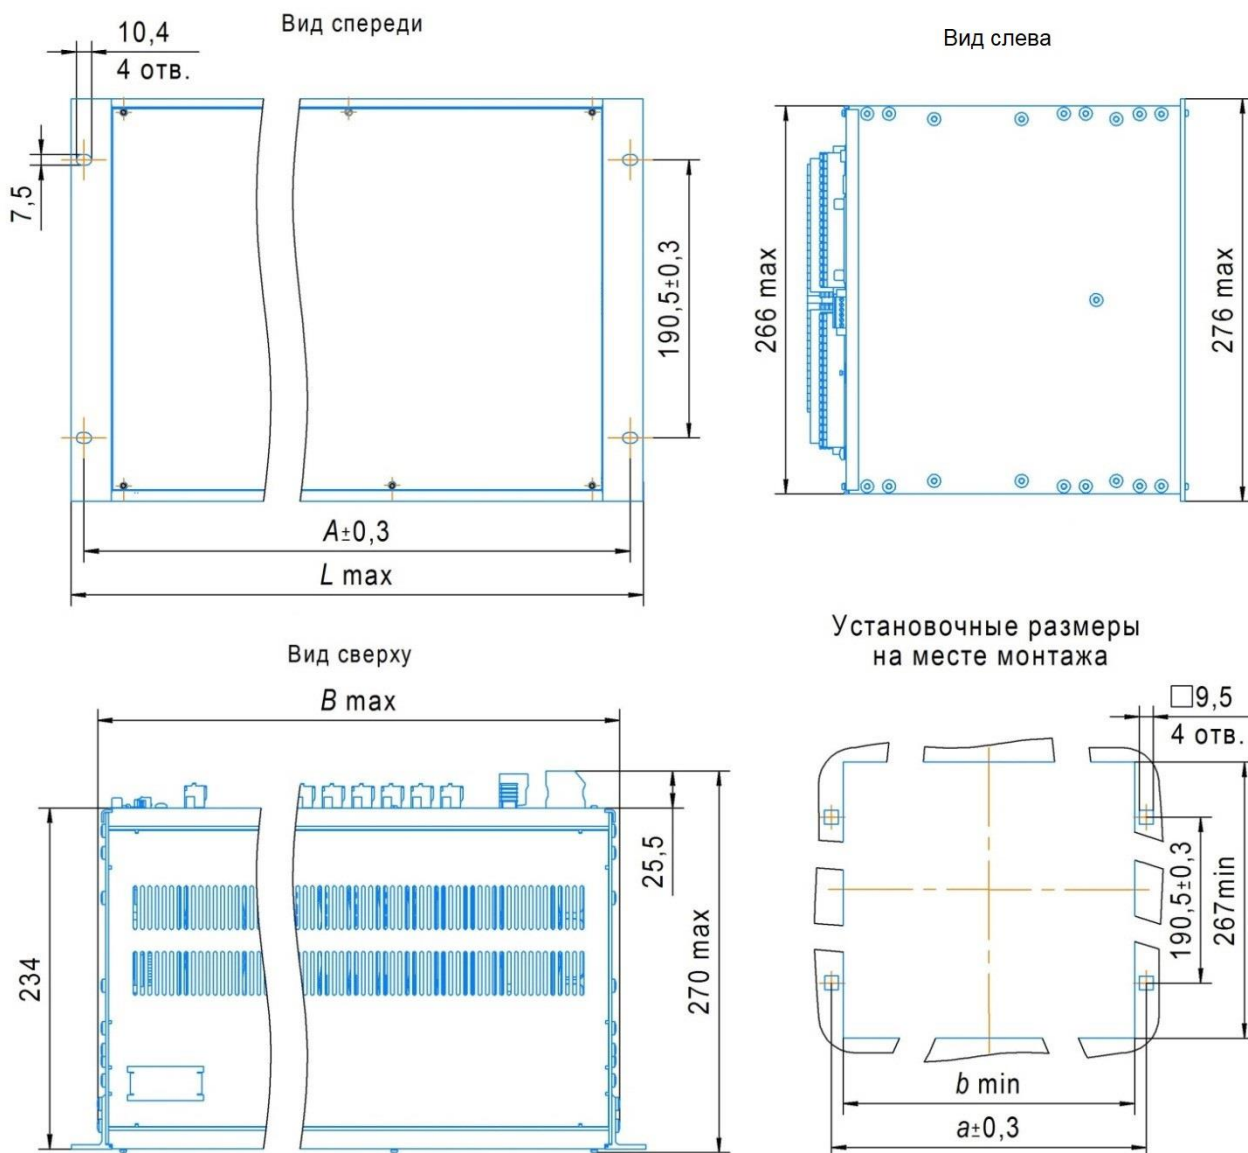 Вид спереди
10,4
4 отв.
7,5
190,5±0,3
A±0,3
L max
Вид слева
266 max
276 max
Вид сверху
B max
25,5
234
270 max
Установочные размеры
на месте монтажа
□9,5
4 отв.
190,5±0,3
267min
b min
a±0,3